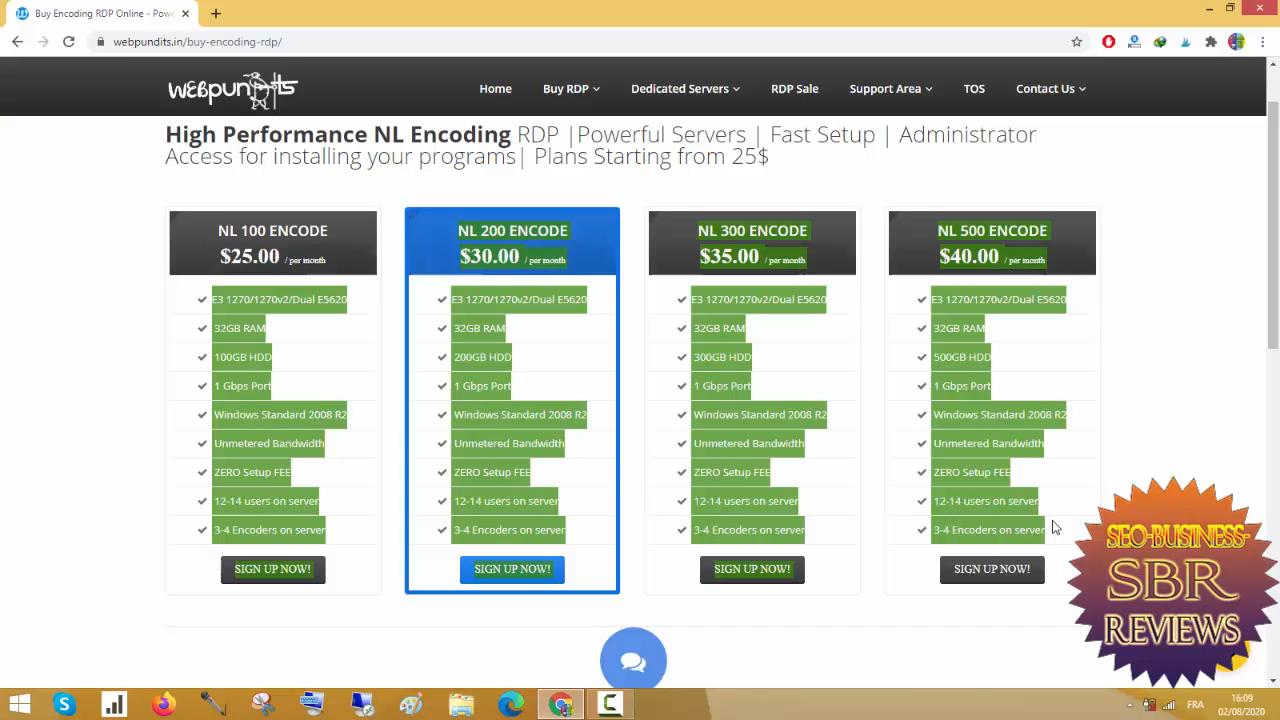 Buy Encoding RDP Online - Powe
webpundits.in/buy-encoding-rdp/
WEBpundits
Home
Buy RDP
Dedicated Servers
RDP Sale
Support Area
TOS
Contact Us
High Performance NL Encoding RDP |Powerful Servers | Fast Setup | Administrator
Access for installing your programs| Plans Starting from 25$
NL 100 ENCODE
$25.00 / per month
E3 1270/1270v2/Dual E5620
32GB RAM
100GB HDD
1 Gbps Port
Windows Standard 2008 R2
Unmetered Bandwidth
ZERO Setup FEE
12-14 users on server
3-4 Encoders on server
SIGN UP NOW!
NL 200 ENCODE
$30.00 / per month
E3 1270/1270v2/Dual E5620
32GB RAM
200GB HDD
1 Gbps Port
Windows Standard 2008 R2
Unmetered Bandwidth
ZERO Setup FEE
12-14 users on server
3-4 Encoders on server
SIGN UP NOW!
NL 300 ENCODE
$35.00 / per month
E3 1270/1270v2/Dual E5620
32GB RAM
300GB HDD
1 Gbps Port
Windows Standard 2008 R2
Unmetered Bandwidth
ZERO Setup FEE
12-14 users on server
3-4 Encoders on server
SIGN UP NOW!
NL 500 ENCODE
$40.00 / per month
E3 1270/1270v2/Dual E5620
32GB RAM
500GB HDD
1 Gbps Port
Windows Standard 2008 R2
Unmetered Bandwidth
ZERO Setup FEE
12-14 users on server
3-4 Encoders on server
SIGN UP NOW!
SEO-BUSINESS-
SBR
REVIEWS
FRA
16:09
02/08/2020